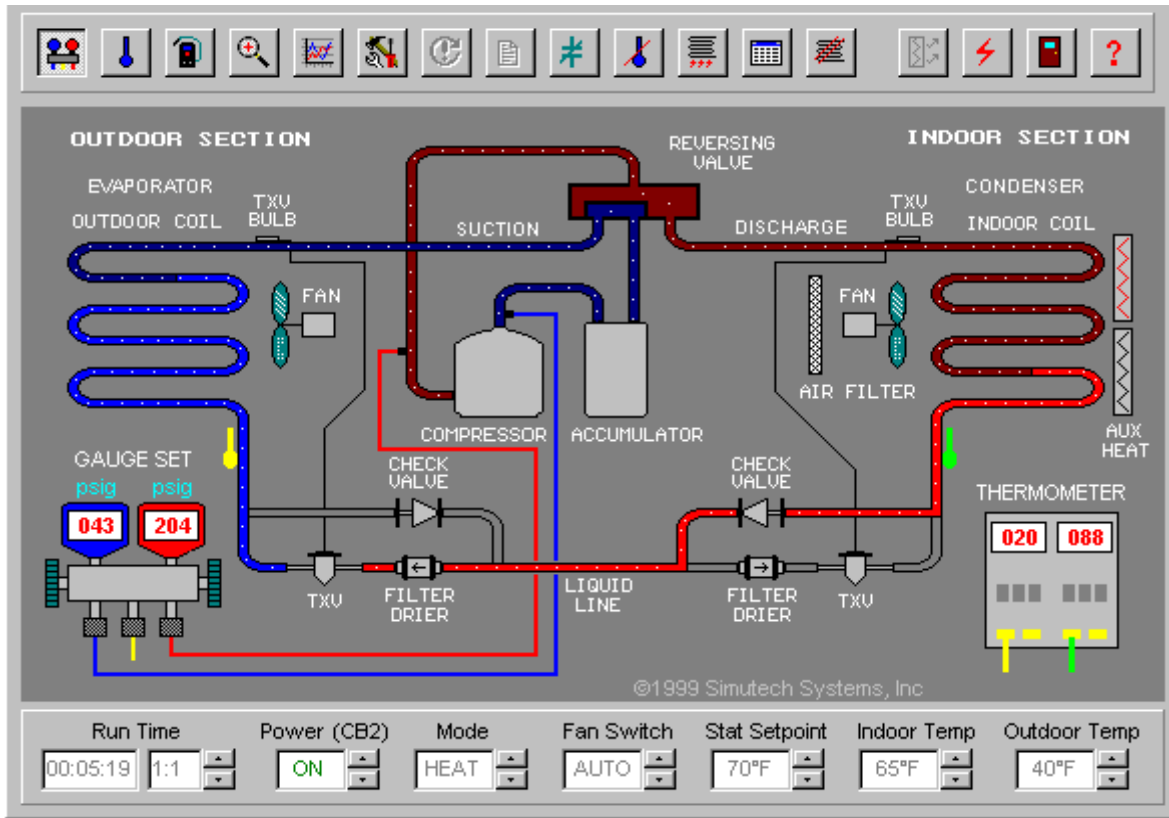 ?
OUTDOOR SECTION
REVERSING
VALVE
INDOOR SECTION
EVAPORATOR
OUTDOOR COIL
TXV
BULB
SUCTION
DISCHARGE
TXV
BULB
CONDENSER
INDOOR COIL
FAN
FAN
AIR FILTER
COMPRESSOR
ACCUMULATOR
AUX
HEAT
GAUGE SET
psig
psig
043
204
CHECK
VALVE
CHECK
VALVE
THERMOMETER
020
088
TXV
FILTER
DRIER
LIQUID
LINE
FILTER
DRIER
TXV
©1999 Simutech Systems, Inc
Run Time
Power (CB2)
Mode
Fan Switch
Stat Setpoint
Indoor Temp
Outdoor Temp
00:05:19
1:1
ON
HEAT
AUTO
70°F
65°F
40°F